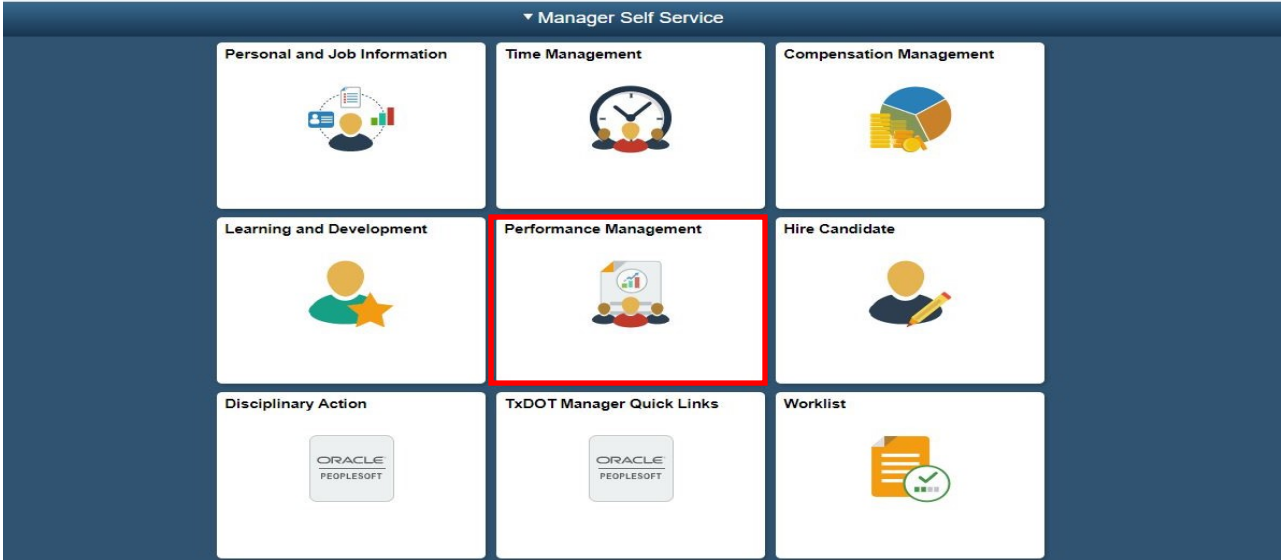 Manager Self Service
Personal and Job Information
Time Management
Compensation Management
Learning and Development
Performance Management
Hire Candidate
Disciplinary Action
TxDOT Manager Quick Links
Worklist
ORACLE
PEOPLESOFT
ORACLE
PEOPLESOFT